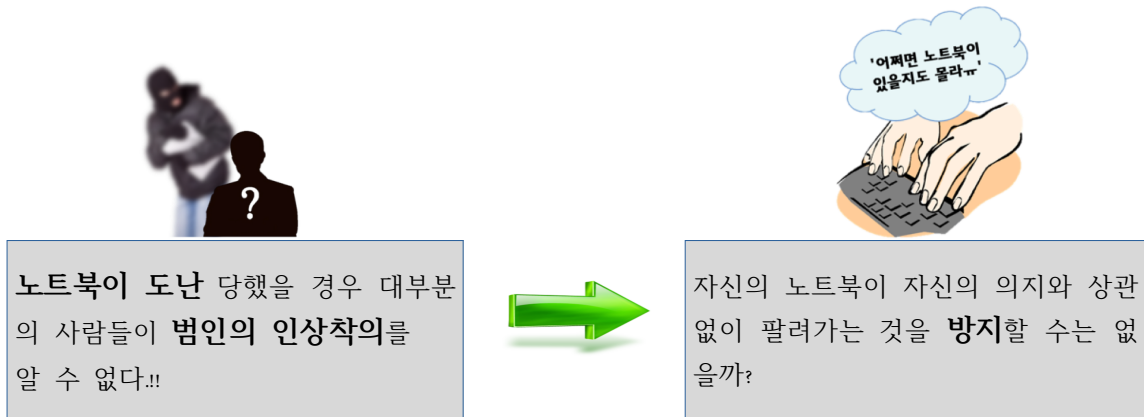 '어쩌면 노트북이
있을지도 몰라ㅠ'
?
노트북이 도난 당했을 경우 대부분
의 사람들이 범인의 인상착의를
알 수 없다.!!
자신의 노트북이 자신의 의지와 상관
없이 팔려가는 것을 방지할 수는 없
을까?